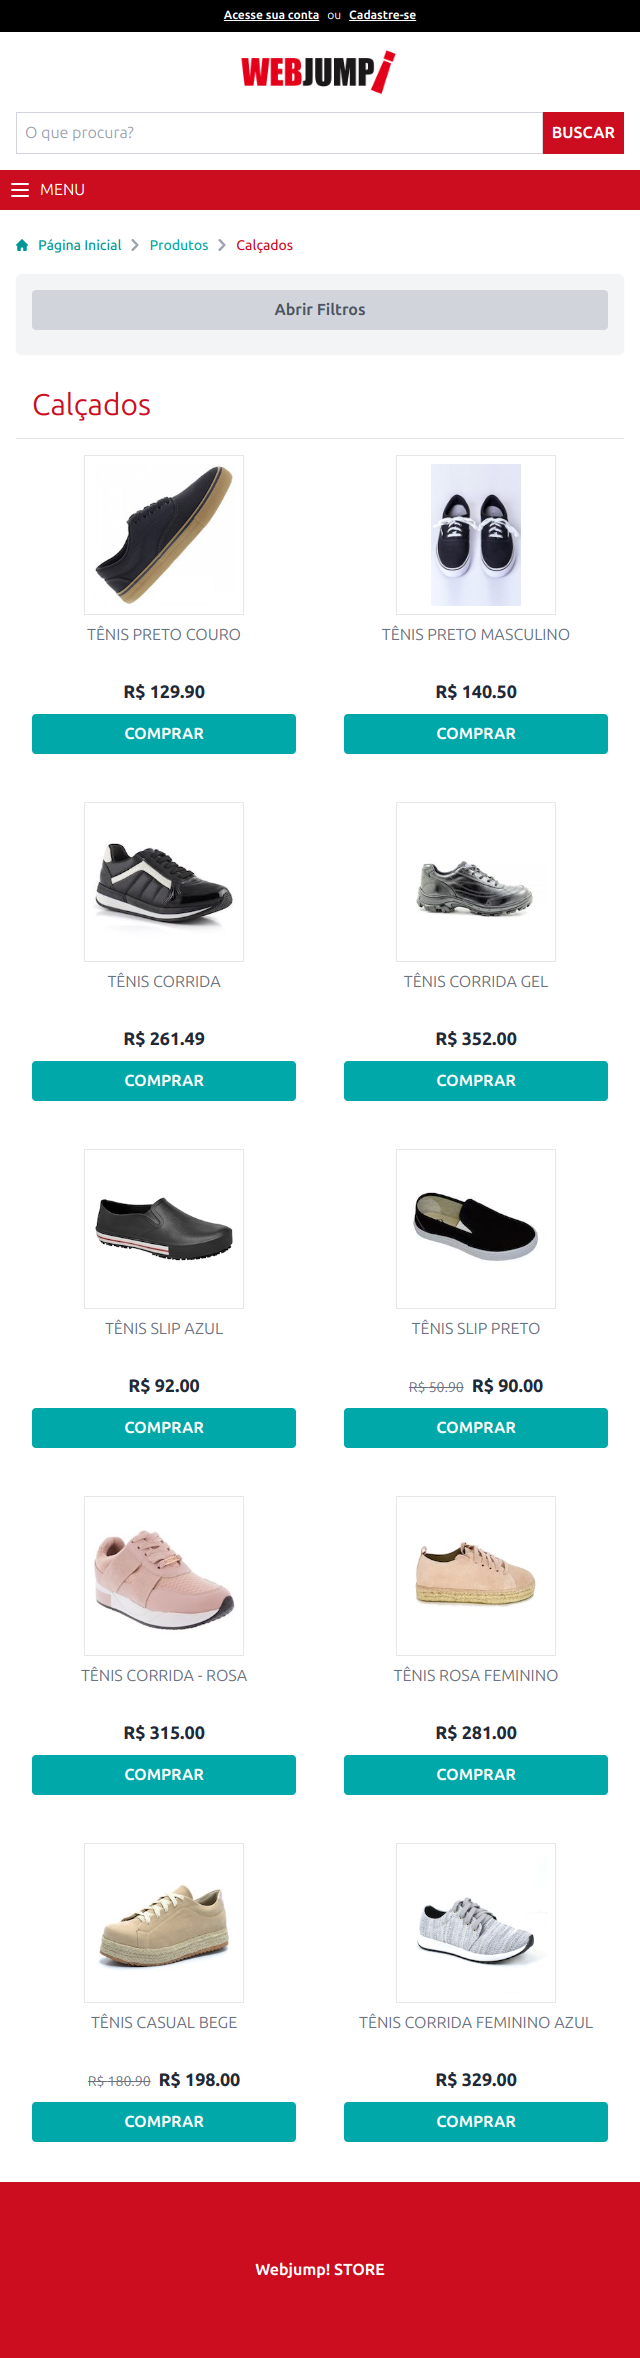 Acesse sua conta ou Cadastre-se
WEBJUMP!
O que procura? BUSCAR
MENU
Página Inicial > Produtos > Calçados
Abrir Filtros
Calçados
TÊNIS PRETO COURO
R$ 129.90
COMPRAR
TÊNIS PRETO MASCULINO
R$ 140.50
COMPRAR
TÊNIS CORRIDA
R$ 261.49
COMPRAR
TÊNIS CORRIDA GEL
R$ 352.00
COMPRAR
TÊNIS SLIP AZUL
R$ 92.00
COMPRAR
TÊNIS SLIP PRETO
R$ 50.90 R$ 90.00
COMPRAR
TÊNIS CORRIDA - ROSA
R$ 315.00
COMPRAR
TÊNIS ROSA FEMININO
R$ 281.00
COMPRAR
TÊNIS CASUAL BEGE
R$ 180.90 R$ 198.00
COMPRAR
TÊNIS CORRIDA FEMININO AZUL
R$ 329.00
COMPRAR
Webjump! STORE